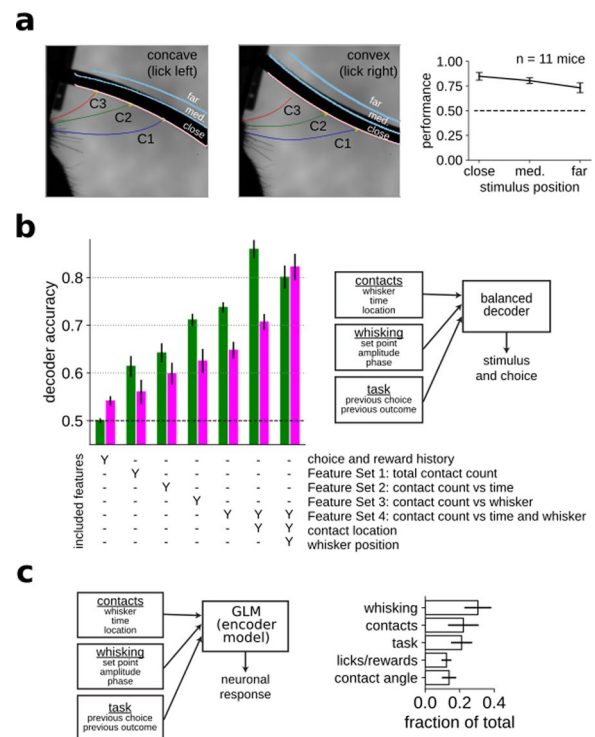 a
concave
(lick left)
far
med.
close
C3
C2
C1
convex
(lick right)
far
med.
close
C3
C2
C1
n = 11 mice
performance
1.00
0.75
0.50
0.25
0.00
close med. far
stimulus position
b
decoder accuracy
0.8
0.7
0.6
0.5
contacts
whisker
time
location
whisking
set point
amplitude
phase
task
previous choice
previous outcome
balanced
decoder
stimulus
and choice
included features
Y - - - - - - choice and reward history
- Y - - - - - Feature Set 1: total contact count
- - Y - - - - Feature Set 2: contact count vs time
- - - Y - - - Feature Set 3: contact count vs whisker
- - - - Y Y Y Feature Set 4: contact count vs time and whisker
- - - - - Y Y contact location
- - - - - - Y whisker position
c
contacts
whisker
time
location
whisking
set point
amplitude
phase
task
previous choice
previous outcome
GLM
(encoder
model)
neuronal
response
whisking
contacts
task
licks/rewards
contact angle
0.0 0.2 0.4
fraction of total